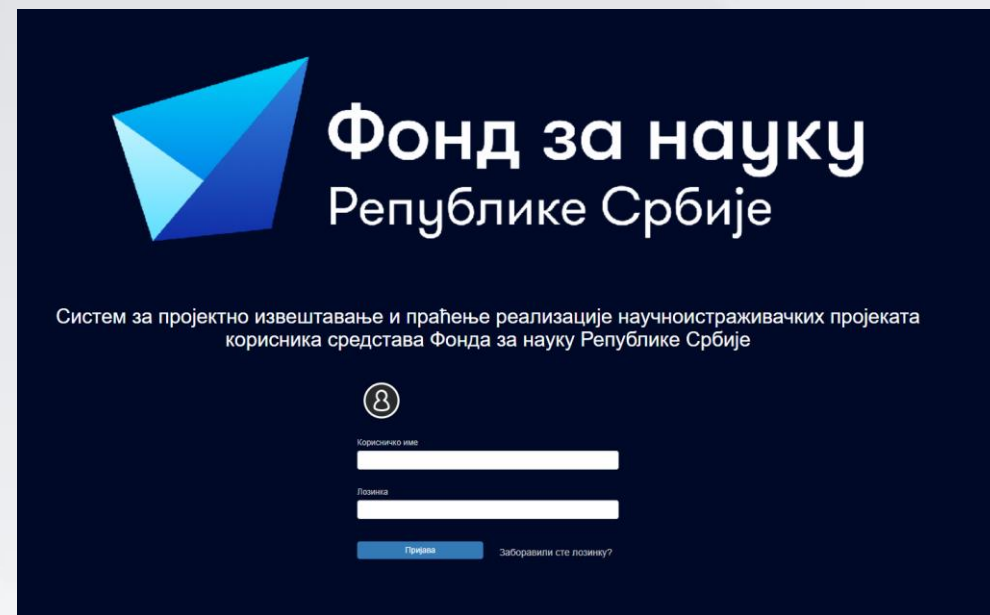 Фонд за науку
Републике Србије
Систем за пројектно извештавање и праћење реализације научноистраживачких пројеката
корисника средстава Фонда за науку Републике Србије
Корисничко име
Лозинка
Пријава Заборавили сте лозинку?